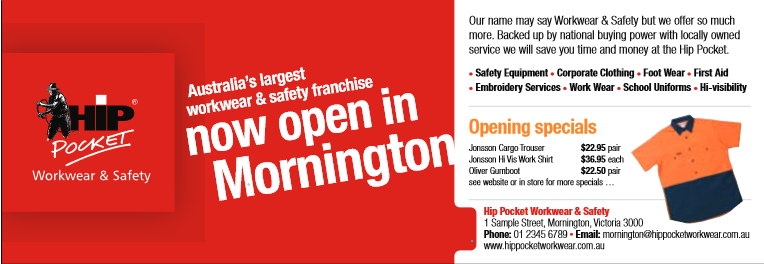 HIP
POCKET
®
Workwear & Safety
Australia's largest
workwear & safety franchise
now open in
Mornington
Our name may say Workwear & Safety but we offer so much
more. Backed up by national buying power with locally owned
service we will save you time and money at the Hip Pocket.
• Safety Equipment • Corporate Clothing • Foot Wear • First Aid
• Embroidery Services • Work Wear • School Uniforms • Hi-visibility
Opening specials
Jonsson Cargo Trouser $22.95 pair
Jonsson Hi Vis Work Shirt $36.95 each
Oliver Gumboot $22.50 pair
see website or in store for more specials …
Hip Pocket Workwear & Safety
1 Sample Street, Mornington, Victoria 3000
Phone: 01 2345 6789 • Email: mornington@hippocketworkwear.com.au
www.hippocketworkwear.com.au